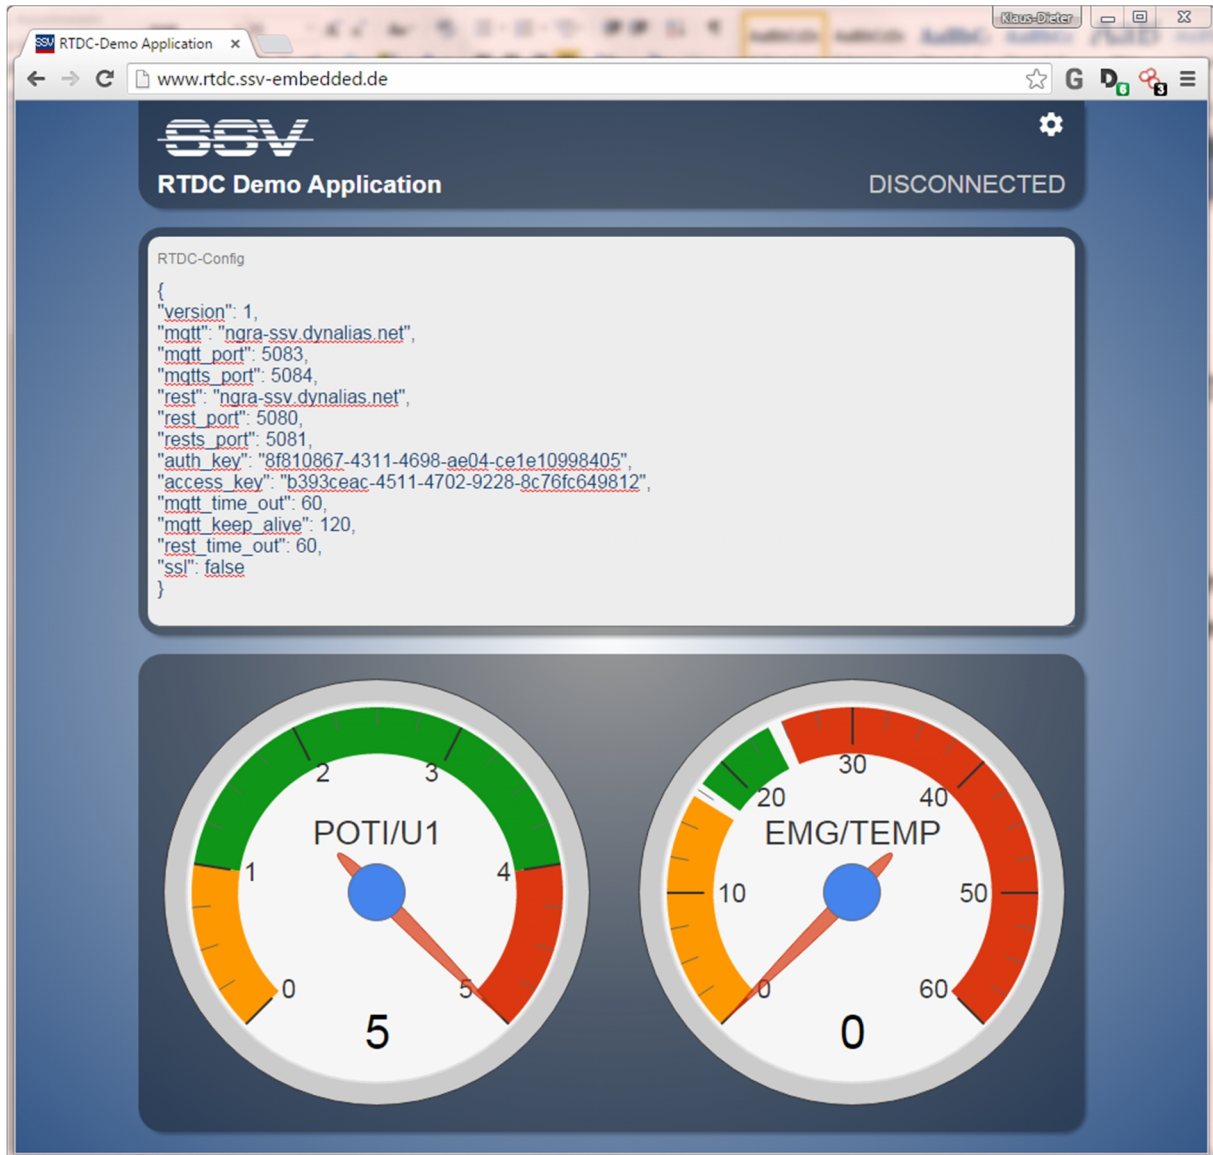 Klaus-Dieter
SSV RTDC-Demo Application
www.rtdc.ssv-embedded.de
G D 6 3
SSV
RTDC Demo Application
DISCONNECTED
RTDC-Config
{
"version": 1,
"mqtt": "ngra-ssv.dynalias.net",
"mqtt_port": 5083,
"mqtts_port": 5084,
"rest": "ngra-ssv.dynalias.net",
"rest_port": 5080,
"rests_port": 5081,
"auth_key": "8f810867-4311-4698-ae04-ce1e10998405",
"access_key": "b393ceac-4511-4702-9228-8c76fc649812",
"mqtt_time_out": 60,
"mqtt_keep_alive": 120,
"rest_time_out": 60,
"ssl": false
}
2 3
POTI/U1
1 4
0 5
5
30
20 40
EMG/TEMP
10 50
0 60
0